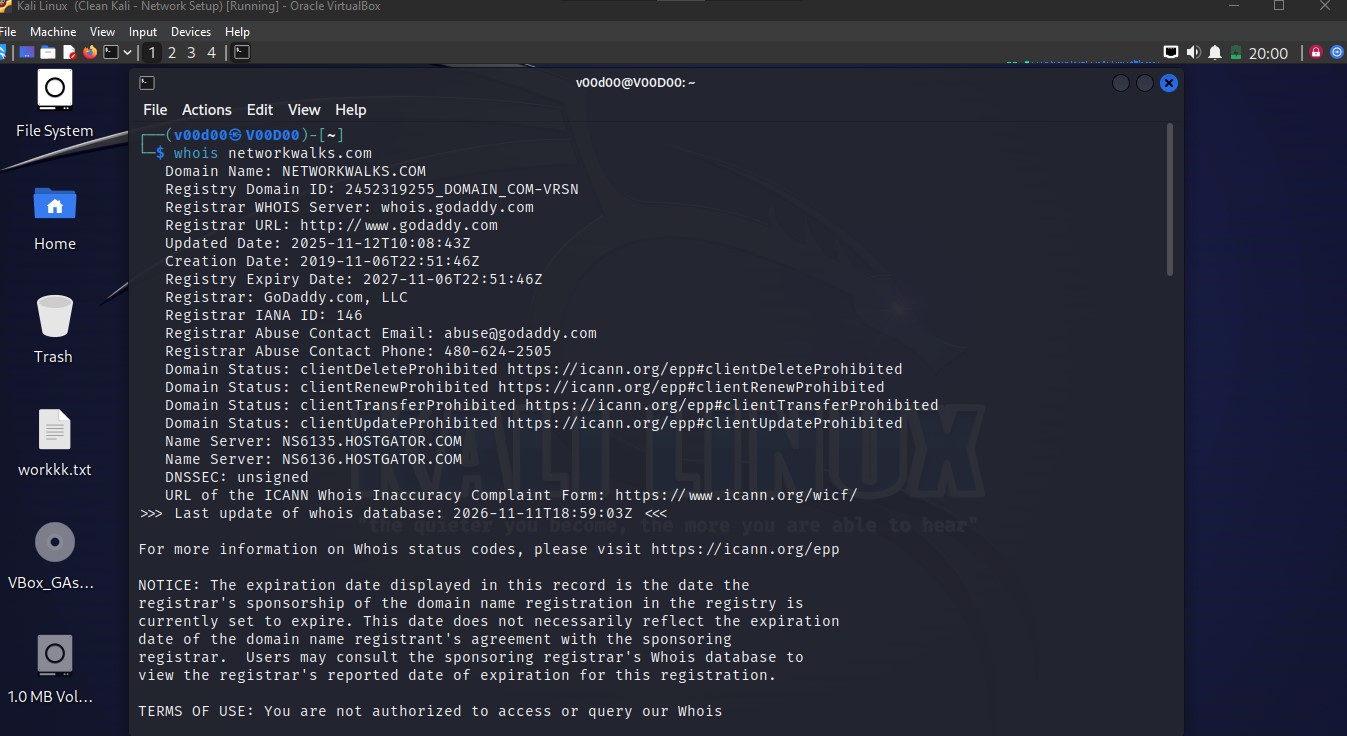 Kali Linux (Clean Kali - Network Setup) [Running] - Oracle VirtualBox
File Machine View Input Devices Help
1 2 3 4 20:00
v00d00@V00D00: ~
File Actions Edit View Help
File System
Home
Trash
workkk.txt
VBox_GAs...
1.0 MB Vol...
┌──(v00d00㉿V00D00)-[~]
└─$ whois networkwalks.com
Domain Name: NETWORKWALKS.COM
Registry Domain ID: 2452319255_DOMAIN_COM-VRSN
Registrar WHOIS Server: whois.godaddy.com
Registrar URL: http://www.godaddy.com
Updated Date: 2025-11-12T10:08:43Z
Creation Date: 2019-11-06T22:51:46Z
Registry Expiry Date: 2027-11-06T22:51:46Z
Registrar: GoDaddy.com, LLC
Registrar IANA ID: 146
Registrar Abuse Contact Email: abuse@godaddy.com
Registrar Abuse Contact Phone: 480-624-2505
Domain Status: clientDeleteProhibited https://icann.org/epp#clientDeleteProhibited
Domain Status: clientRenewProhibited https://icann.org/epp#clientRenewProhibited
Domain Status: clientTransferProhibited https://icann.org/epp#clientTransferProhibited
Domain Status: clientUpdateProhibited https://icann.org/epp#clientUpdateProhibited
Name Server: NS6135.HOSTGATOR.COM
Name Server: NS6136.HOSTGATOR.COM
DNSSEC: unsigned
URL of the ICANN Whois Inaccuracy Complaint Form: https://www.icann.org/wicf/
>>> Last update of whois database: 2026-11-11T18:59:03Z <<<
For more information on Whois status codes, please visit https://icann.org/epp
NOTICE: The expiration date displayed in this record is the date the
registrar's sponsorship of the domain name registration in the registry is
currently set to expire. This date does not necessarily reflect the expiration
date of the domain name registrant's agreement with the sponsoring
registrar. Users may consult the sponsoring registrar's Whois database to
view the registrar's reported date of expiration for this registration.
TERMS OF USE: You are not authorized to access or query our Whois
KALI LINUX
"the quieter you become, the more you are able to hear"